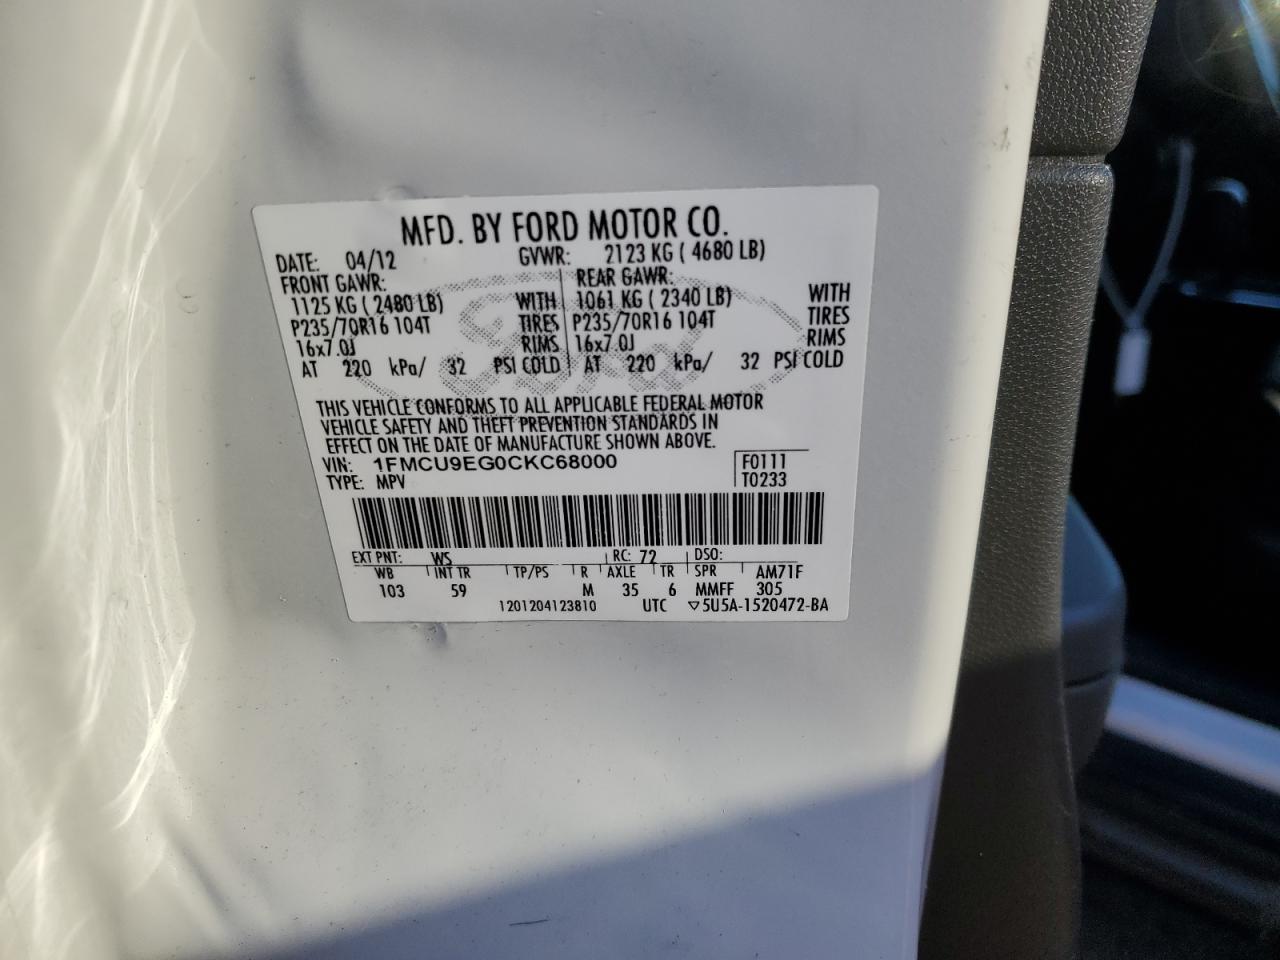 MFD. BY FORD MOTOR CO.
DATE: 04/12 GVWR: 2123 KG ( 4680 LB)
FRONT GAWR: REAR GAWR:
1125 KG ( 2480 LB) WITH 1061 KG ( 2340 LB) WITH
P235/70R16 104T TIRES P235/70R16 104T TIRES
16x7.0J RIMS 16x7.0J RIMS
AT 220 kPa/ 32 PSI COLD AT 220 kPa/ 32 PSI COLD
Ford
THIS VEHICLE CONFORMS TO ALL APPLICABLE FEDERAL MOTOR
VEHICLE SAFETY AND THEFT PREVENTION STANDARDS IN
EFFECT ON THE DATE OF MANUFACTURE SHOWN ABOVE.
VIN: 1FMCU9EG0CKC68000 F0111
TYPE: MPV T0233
EXT PNT: WS RC: 72 DSO:
WB INT TR TP/PS R AXLE TR SPR AM71F
103 59 M 35 6 MMFF 305
1201204123810 UTC ▽5U5A-1520472-BA